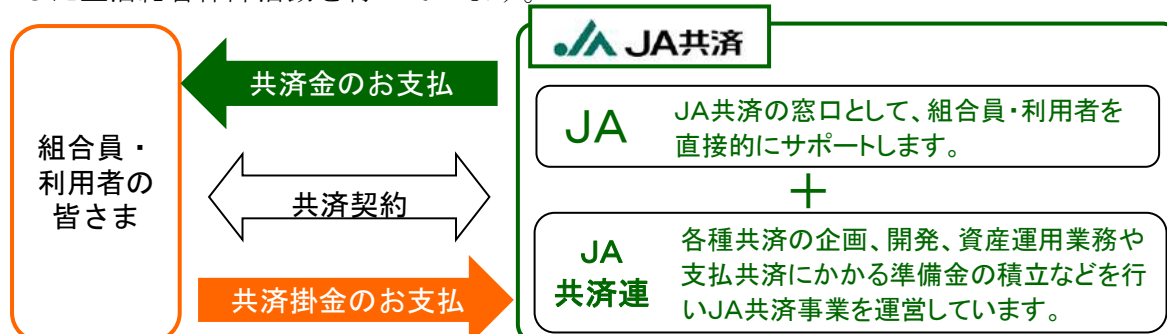 組合員・
利用者の
皆さま
共済金のお支払
共済契約
共済掛金のお支払
JA共済
JA
JA共済の窓口として、組合員・利用者を
直接的にサポートします。
＋
JA
共済連
各種共済の企画、開発、資産運用業務や
支払共済にかかる準備金の積立などを行
いJA共済事業を運営しています。